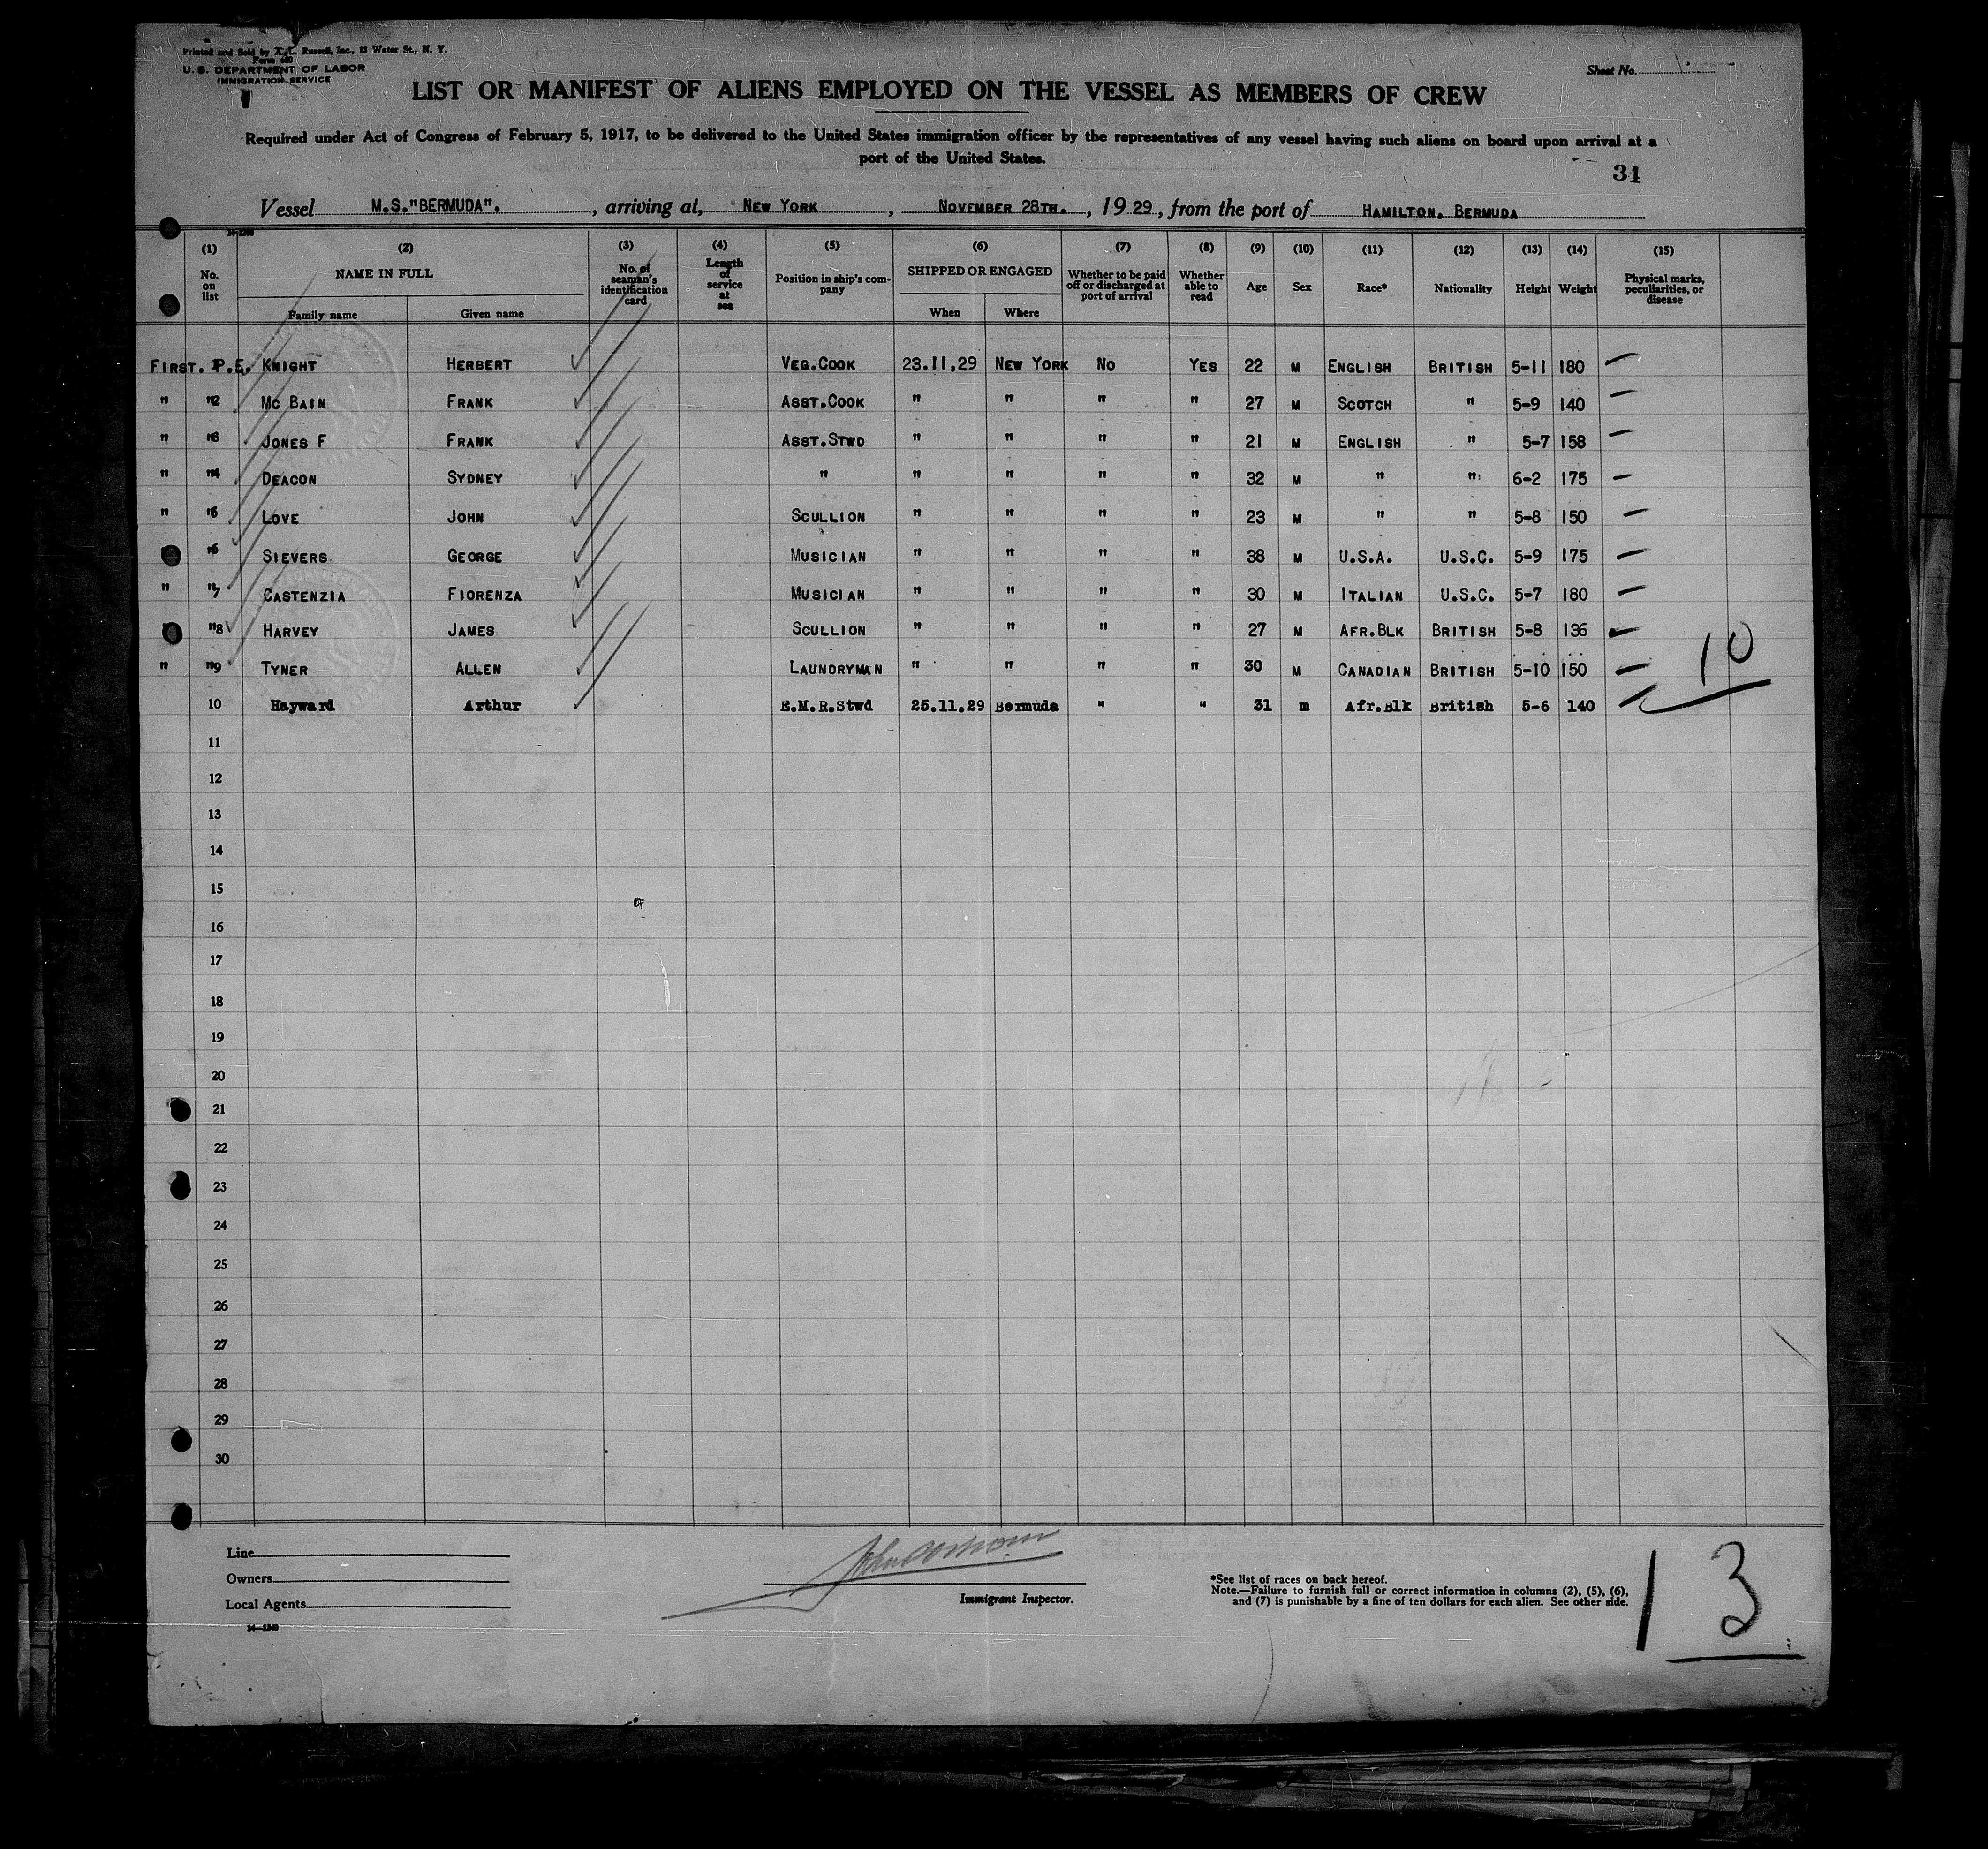 Printed and Sold by X.L. Russell, Inc., 15 Water St., N. Y.
Form 680
U. S. DEPARTMENT OF LABOR
IMMIGRATION SERVICE
Sheet No.
LIST OR MANIFEST OF ALIENS EMPLOYED ON THE VESSEL AS MEMBERS OF CREW
Required under Act of Congress of February 5, 1917, to be delivered to the United States immigration officer by the representatives of any vessel having such aliens on board upon arrival at a
port of the United States.
31
Vessel M.S."BERMUDA"., arriving at, NEW YORK, NOVEMBER 28TH., 1929, from the port of HAMILTON, BERMUDA
(1) (2) (3) (4) (5) (6) (7) (8) (9) (10) (11) (12) (13) (14) (15)
No. on list NAME IN FULL Family name Given name No. of seaman's identification card Length of service at sea Position in ship's company SHIPPED OR ENGAGED When Where Whether to be paid off or discharged at port of arrival Whether able to read Age Sex Race* Nationality Height Weight Physical marks, peculiarities, or disease
FIRST. P.E. KNIGHT HERBERT VEG.COOK 23.11.29 NEW YORK NO YES 22 M ENGLISH BRITISH 5-11 180 —
" "2 MC BAIN FRANK ASST.COOK " " " " 27 M SCOTCH " 5-9 140 —
" "3 JONES F FRANK ASST.STWD " " " " 21 M ENGLISH " 5-7 158 —
" "4 DEACON SYDNEY " " " " " 32 M " " 6-2 175 —
" "5 LOVE JOHN SCULLION " " " " 23 M " " 5-8 150 —
"6 SIEVERS GEORGE MUSICIAN " " " " 38 M U.S.A. U.S.C. 5-9 175 —
" "7 CASTENZIA FIORENZA MUSICIAN " " " " 30 M ITALIAN U.S.C. 5-7 180 —
"8 HARVEY JAMES SCULLION " " " " 27 M AFR.BLK BRITISH 5-8 136 —
" "9 TYNER ALLEN LAUNDRYMAN " " " " 30 M CANADIAN BRITISH 5-10 150 — 10
10 Hayward Arthur E.M.R.Stwd 25.11.29 Bermuda " " 31 m Afr.Blk British 5-6 140
11
12
13
14
15
16
17
18
19
20
21
22
23
24
25
26
27
28
29
30
Line
Owners
Local Agents
Immigrant Inspector.
*See list of races on back hereof.
Note.—Failure to furnish full or correct information in columns (2), (5), (6),
and (7) is punishable by a fine of ten dollars for each alien. See other side.
13